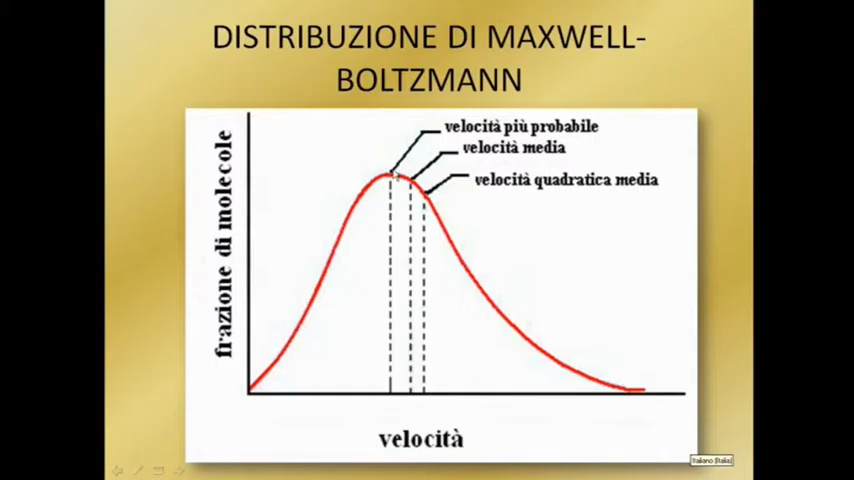 DISTRIBUZIONE DI MAXWELL-
BOLTZMANN
velocità più probabile
velocità media
velocità quadratica media
frazione di molecole
velocità
Italiano (Italia)